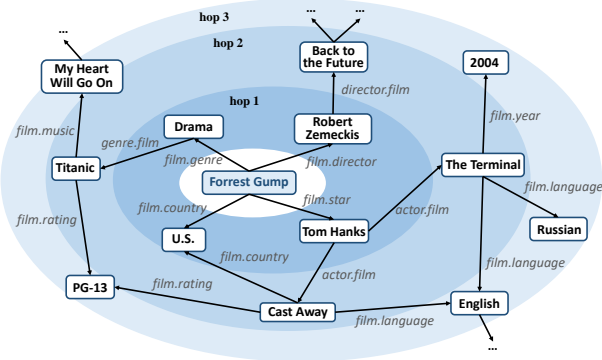 hop 3
...
...
...
hop 2
Back to
the Future
2004
My Heart
Will Go On
director.film
hop 1
film.year
film.music
Drama
Robert
Zemeckis
genre.film
film.genre
film.director
Titanic
The Terminal
Forrest Gump
film.language
film.country
film.star
actor.film
film.rating
U.S.
Tom Hanks
Russian
film.country
actor.film
film.language
film.rating
PG-13
Cast Away
English
film.language
...